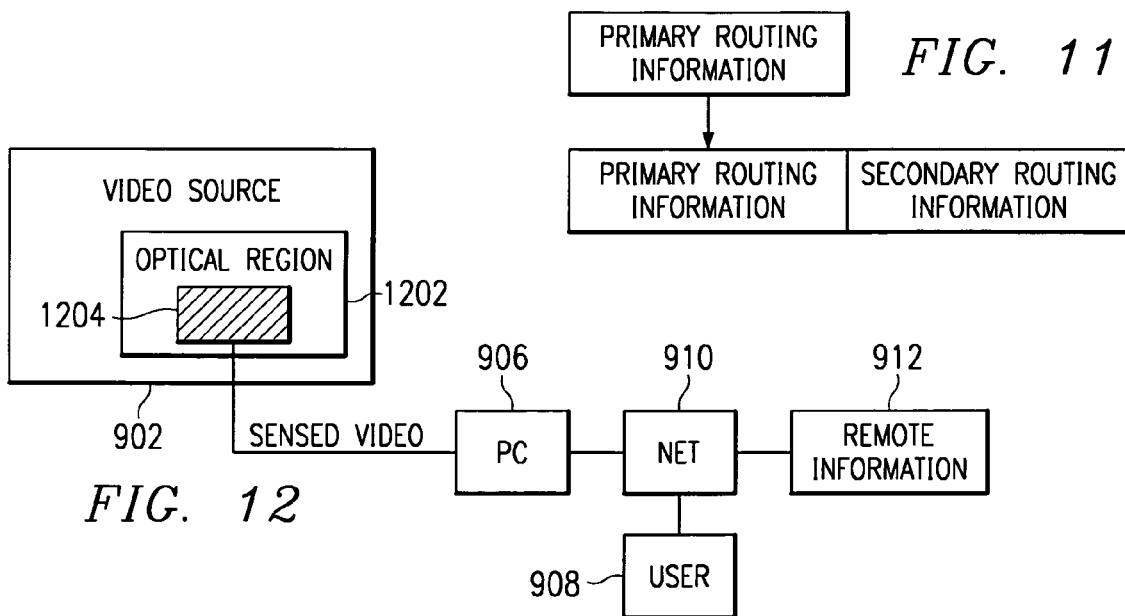 PRIMARY ROUTING
INFORMATION
FIG. 11
PRIMARY ROUTING
INFORMATION
SECONDARY ROUTING
INFORMATION
VIDEO SOURCE
OPTICAL REGION
1202
1204
902
SENSED VIDEO
906
PC
910
NET
912
REMOTE
INFORMATION
908
USER
FIG. 12